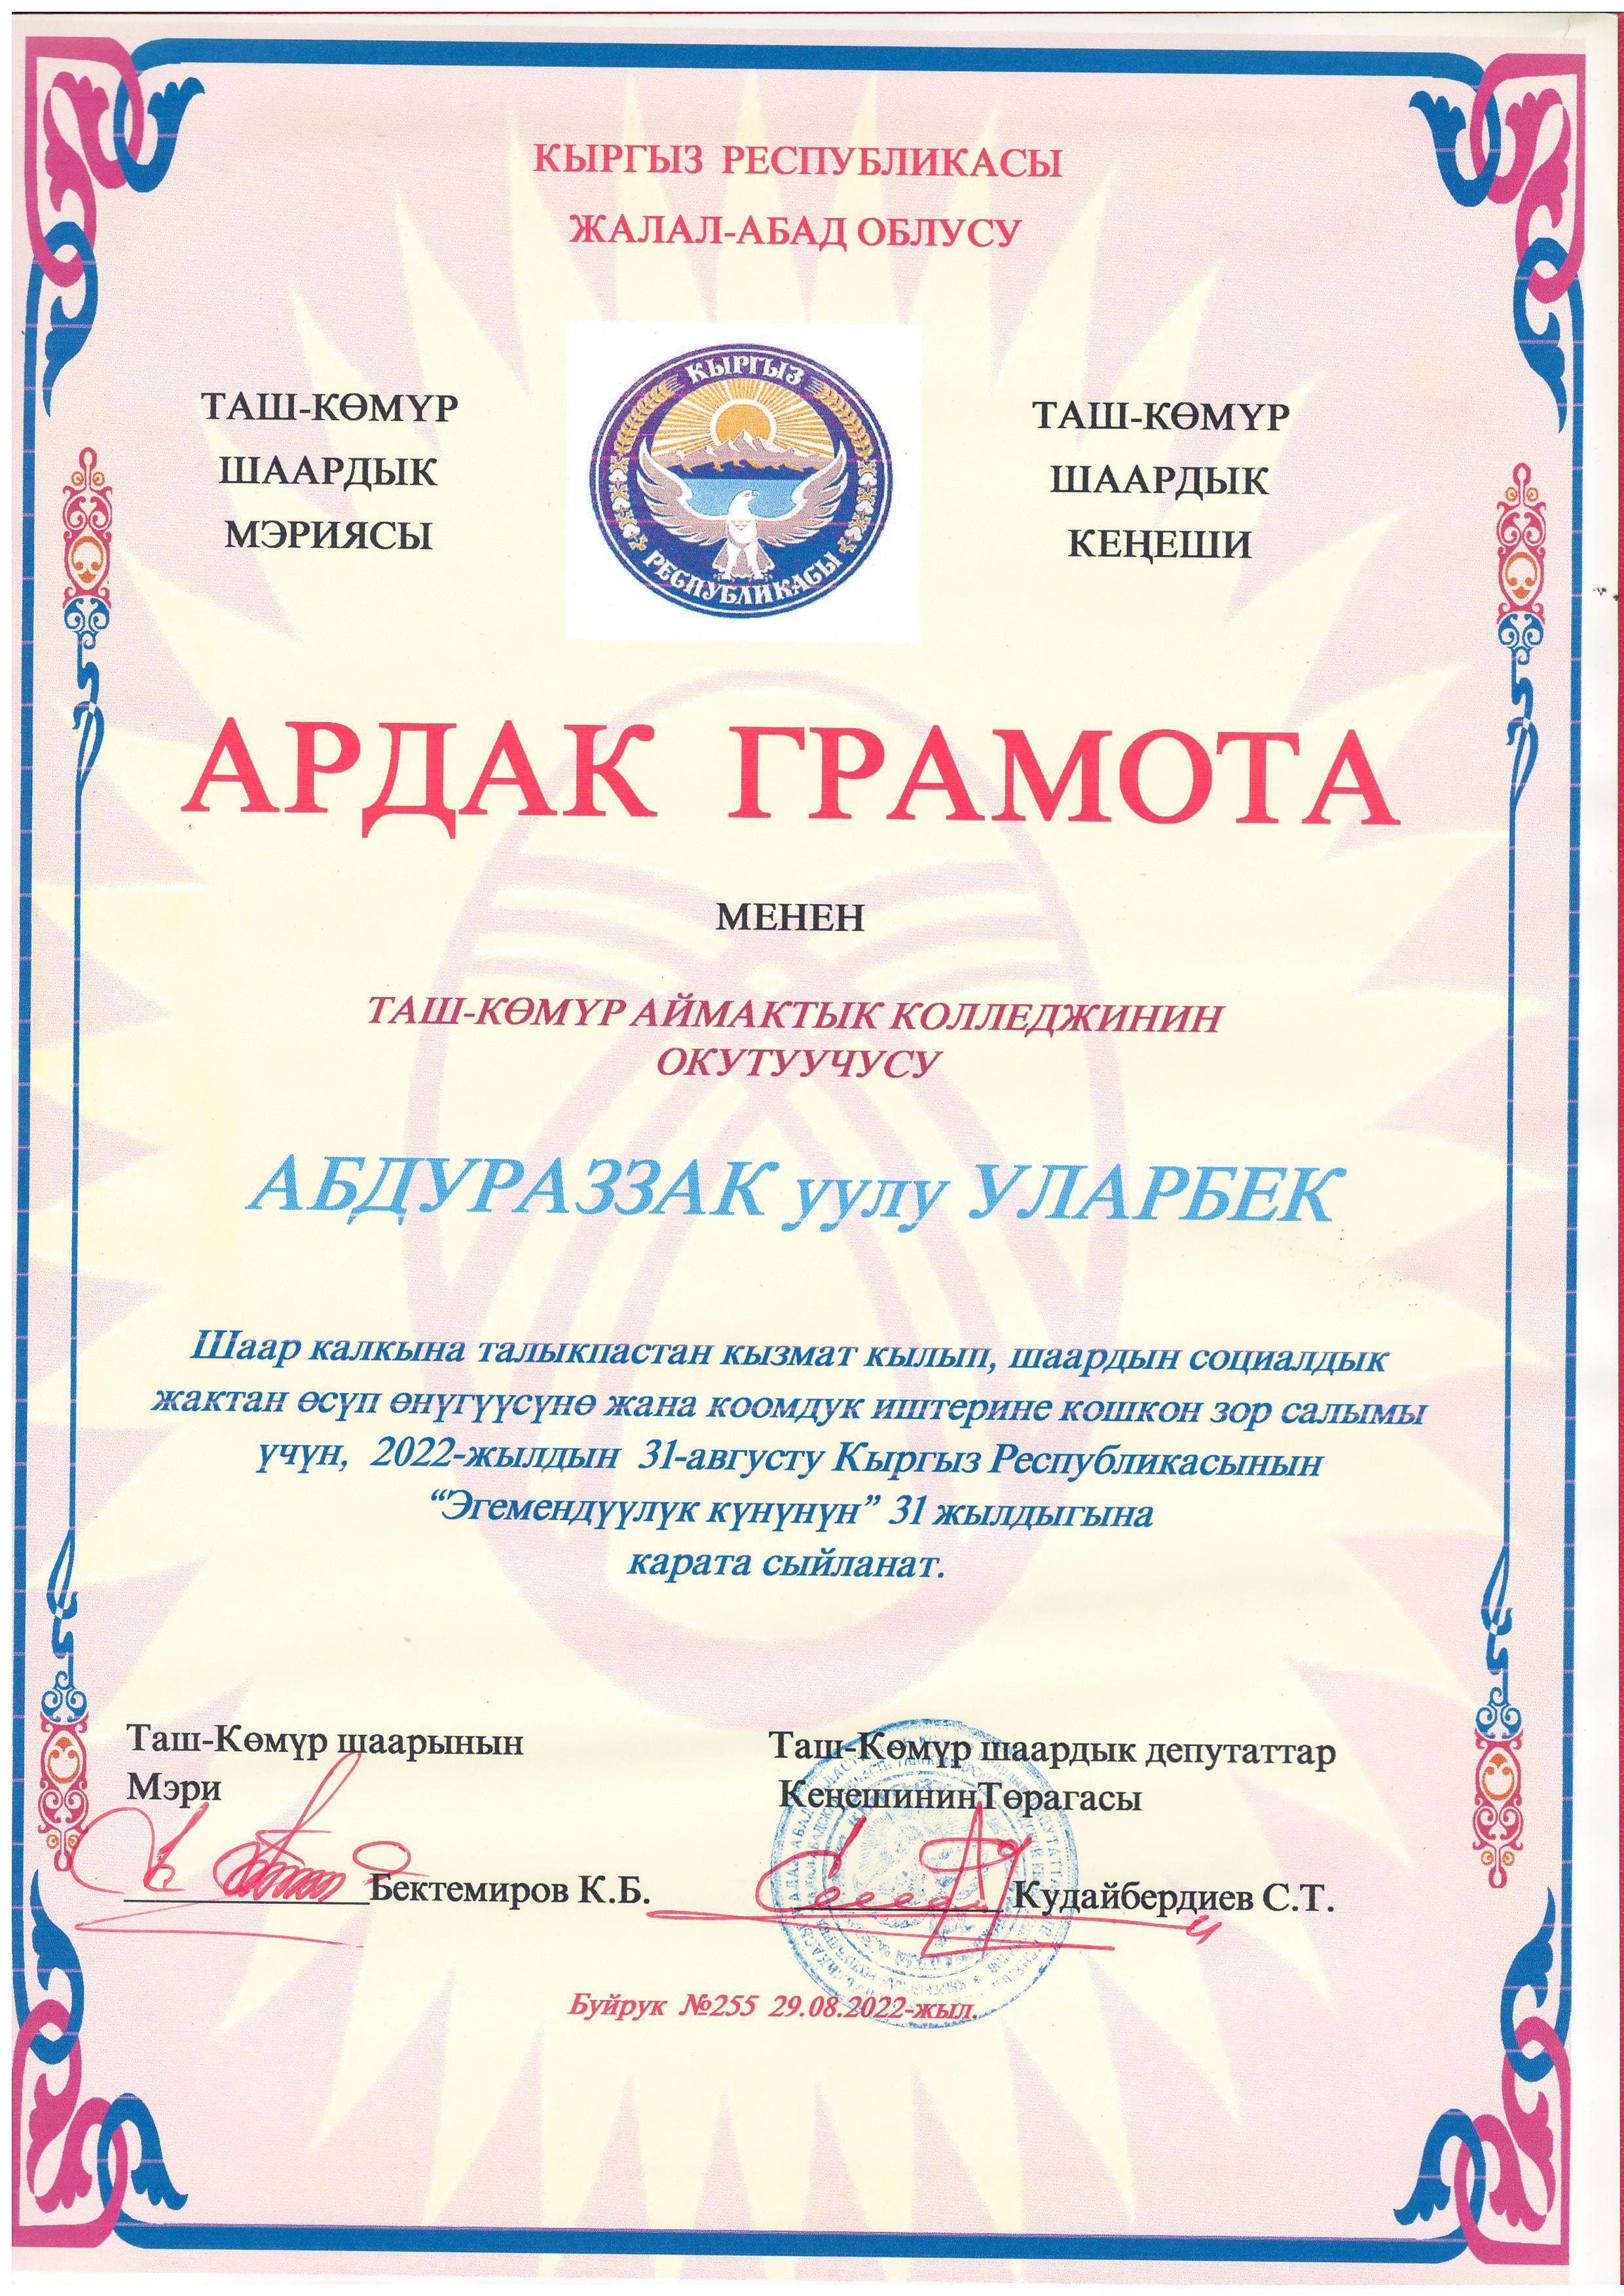 КЫРГЫЗ РЕСПУБЛИКАСЫ
ЖАЛАЛ-АБАД ОБЛУСУ
ТАШ-КӨМҮР
ШААРДЫК
МЭРИЯСЫ
КЫРГЫЗ
РЕСПУБЛИКАСЫ
ТАШ-КӨМҮР
ШААРДЫК
КЕҢЕШИ
АРДАК ГРАМОТА
МЕНЕН
ТАШ-КӨМҮР АЙМАКТЫК КОЛЛЕДЖИНИН
ОКУТУУЧУСУ
АБДУРАЗЗАК уулу УЛАРБЕК
Шаар калкына талыкпастан кызмат кылып, шаардын социалдык
жактан өсүп өнүгүүсүнө жана коомдук иштерине кошкон зор салымы
үчүн, 2022-жылдын 31-августу Кыргыз Республикасынын
“Эгемендүүлүк күнүнүн” 31 жылдыгына
карата сыйланат.
Таш-Көмүр шаарынын
Мэри
Бектемиров К.Б.
Таш-Көмүр шаардык депутаттар
КеңешининТөрагасы
Кудайбердиев С.Т.
Буйрук №255 29.08.2022-жыл.